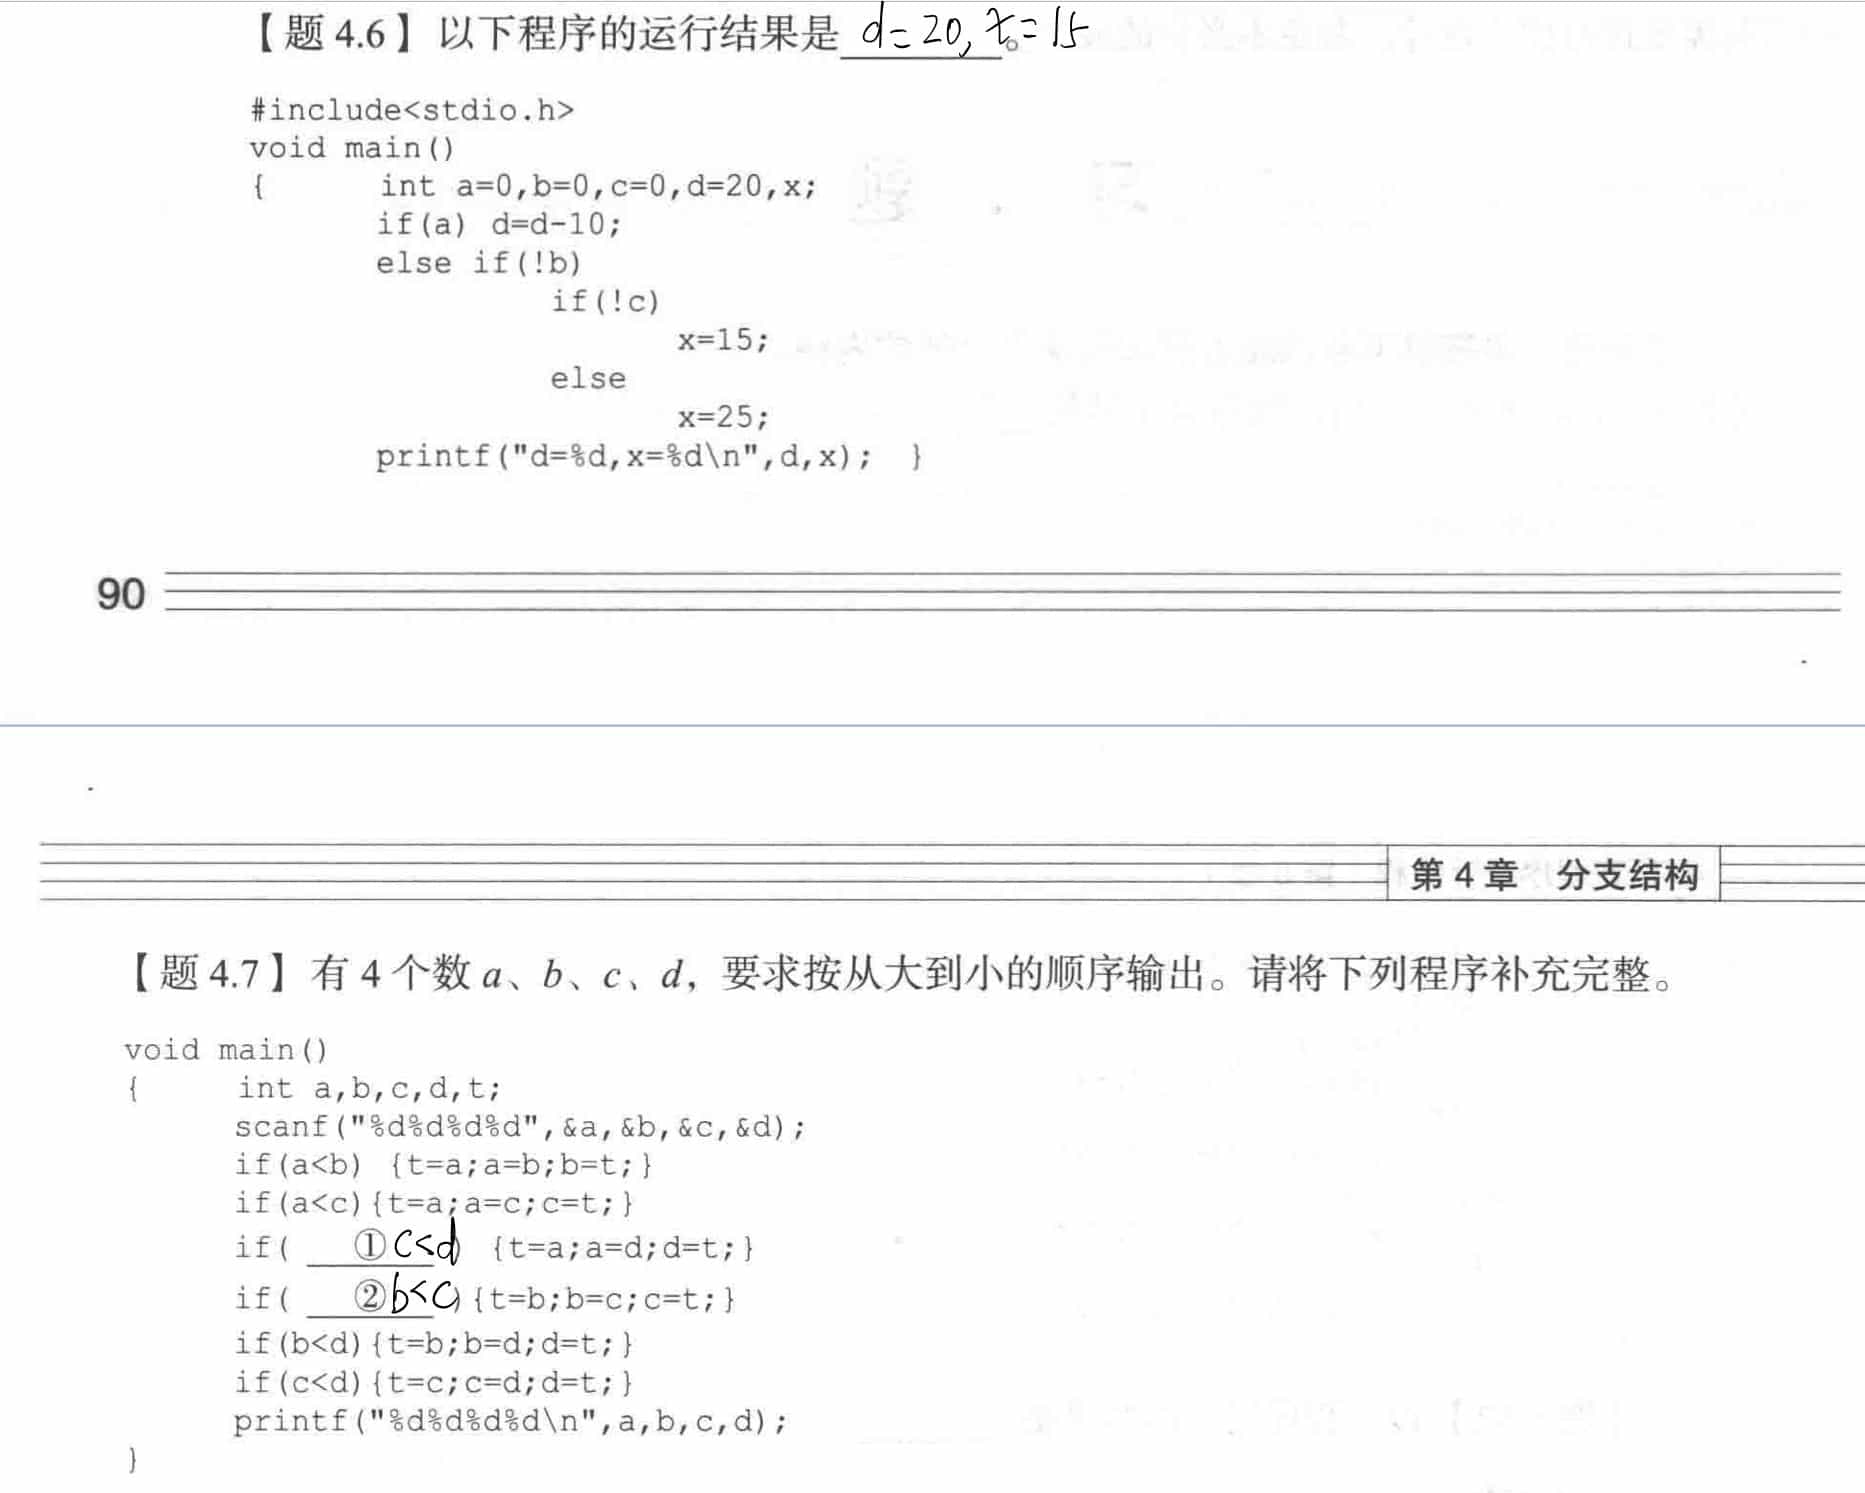 【题 4.6】以下程序的运行结果是 d=20,x=15。
#include<stdio.h>
void main()
{ int a=0,b=0,c=0,d=20,x;
if(a) d=d-10;
else if(!b)
if(!c)
x=15;
else
x=25;
printf("d=%d,x=%d\n",d,x); }
90
第 4 章 分支结构
【题 4.7】有 4 个数 a、b、c、d，要求按从大到小的顺序输出。请将下列程序补充完整。
void main()
{ int a,b,c,d,t;
scanf("%d%d%d%d",&a,&b,&c,&d);
if(a<b) {t=a;a=b;b=t;}
if(a<c){t=a;a=c;c=t;}
if( ①c<d) {t=a;a=d;d=t;}
if( ②b<c){t=b;b=c;c=t;}
if(b<d){t=b;b=d;d=t;}
if(c<d){t=c;c=d;d=t;}
printf("%d%d%d%d\n",a,b,c,d);
}